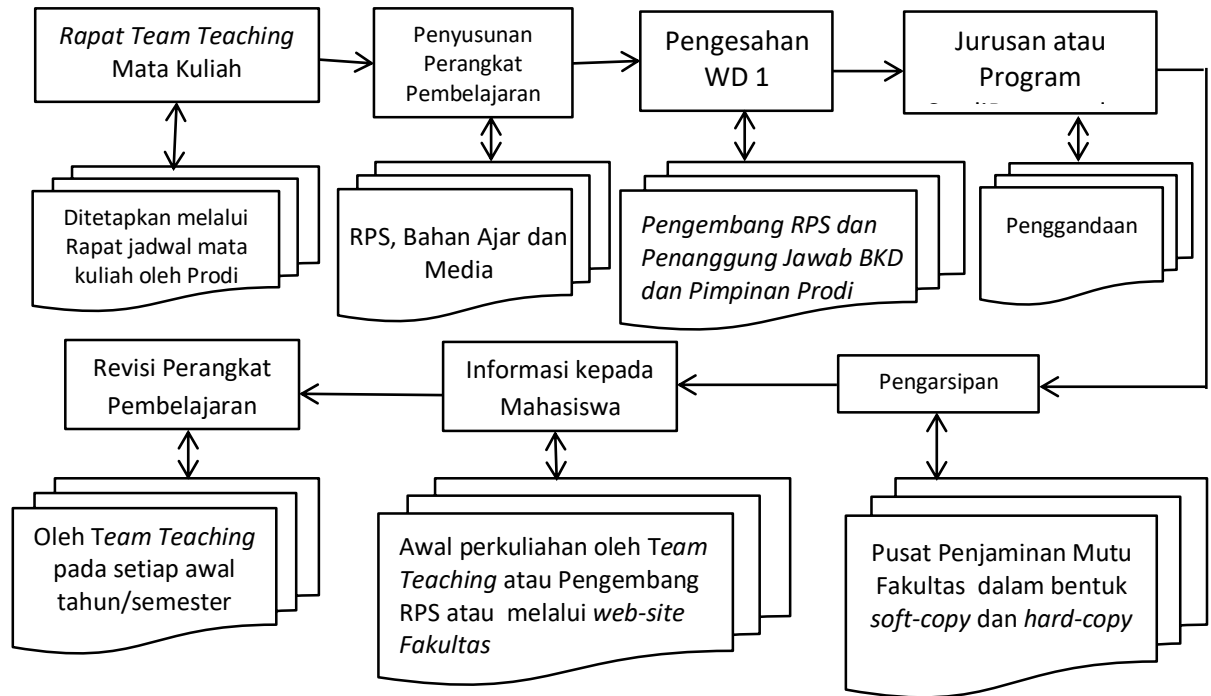 Rapat Team Teaching
Mata Kuliah
Penyusunan
Perangkat
Pembelajaran
Pengesahan
WD 1
Jurusan atau
Program
Ditetapkan melalui
Rapat jadwal mata
kuliah oleh Prodi
RPS, Bahan Ajar dan
Media
Pengembang RPS dan
Penanggung Jawab BKD
dan Pimpinan Prodi
Penggandaan
Pengarsipan
Informasi kepada
Mahasiswa
Revisi Perangkat
Pembelajaran
Pusat Penjaminan Mutu
Fakultas dalam bentuk
soft-copy dan hard-copy
Awal perkuliahan oleh Team
Teaching atau Pengembang
RPS atau melalui web-site
Fakultas
Oleh Team Teaching
pada setiap awal
tahun/semester